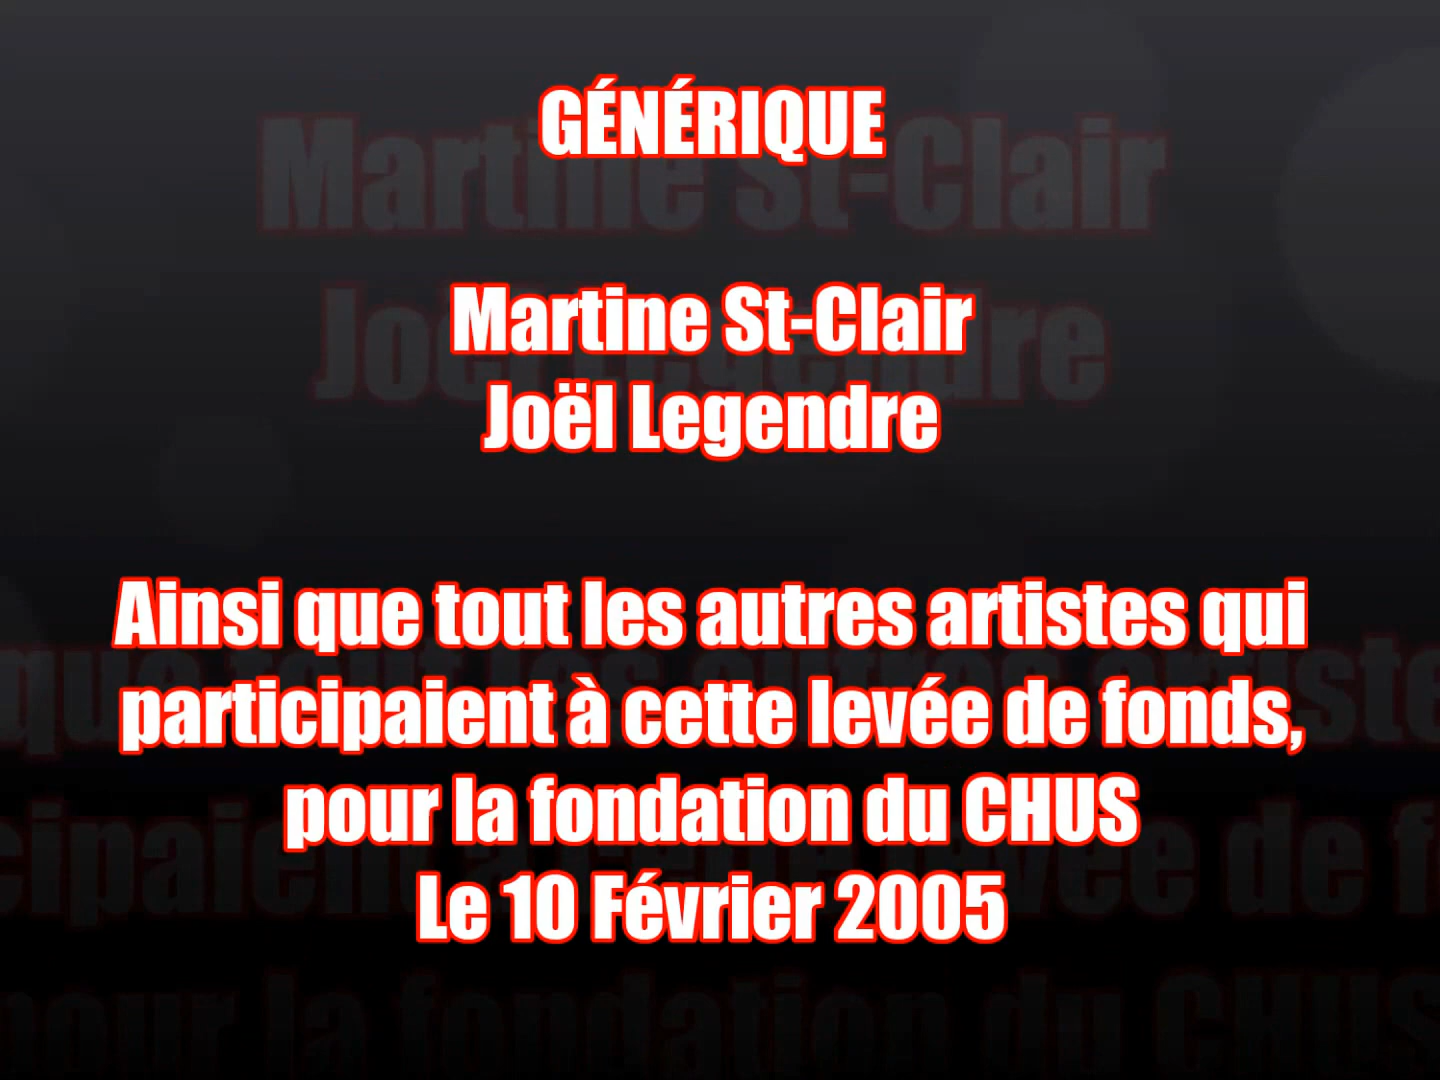 GÉNÉRIQUE
Martine St-Clair
Joël Legendre
Ainsi que tout les autres artistes qui
participaient à cette levée de fonds,
pour la fondation du CHUS
Le 10 Février 2005